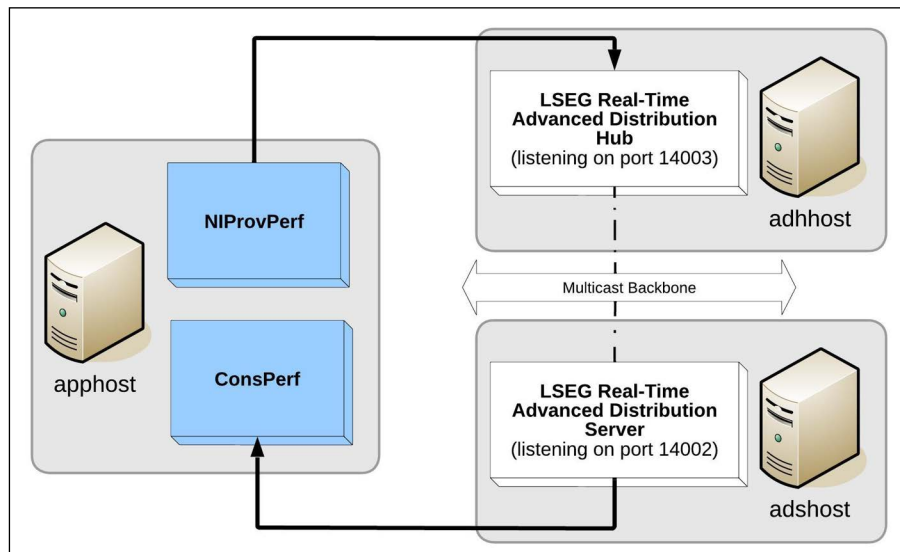 LSEG Real-Time
Advanced Distribution
Hub
(listening on port 14003)
adhhost
NIProvPerf
Multicast Backbone
apphost
ConsPerf
LSEG Real-Time
Advanced Distribution
Server
(listening on port 14002)
adshost